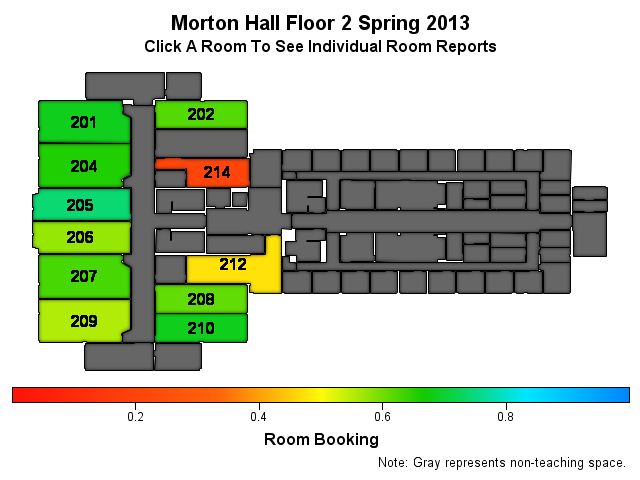 Morton Hall Floor 2 Spring 2013
Click A Room To See Individual Room Reports
201
202
204
214
205
206
212
207
208
209
210
0.2 0.4 0.6 0.8
Room Booking
Note: Gray represents non-teaching space.